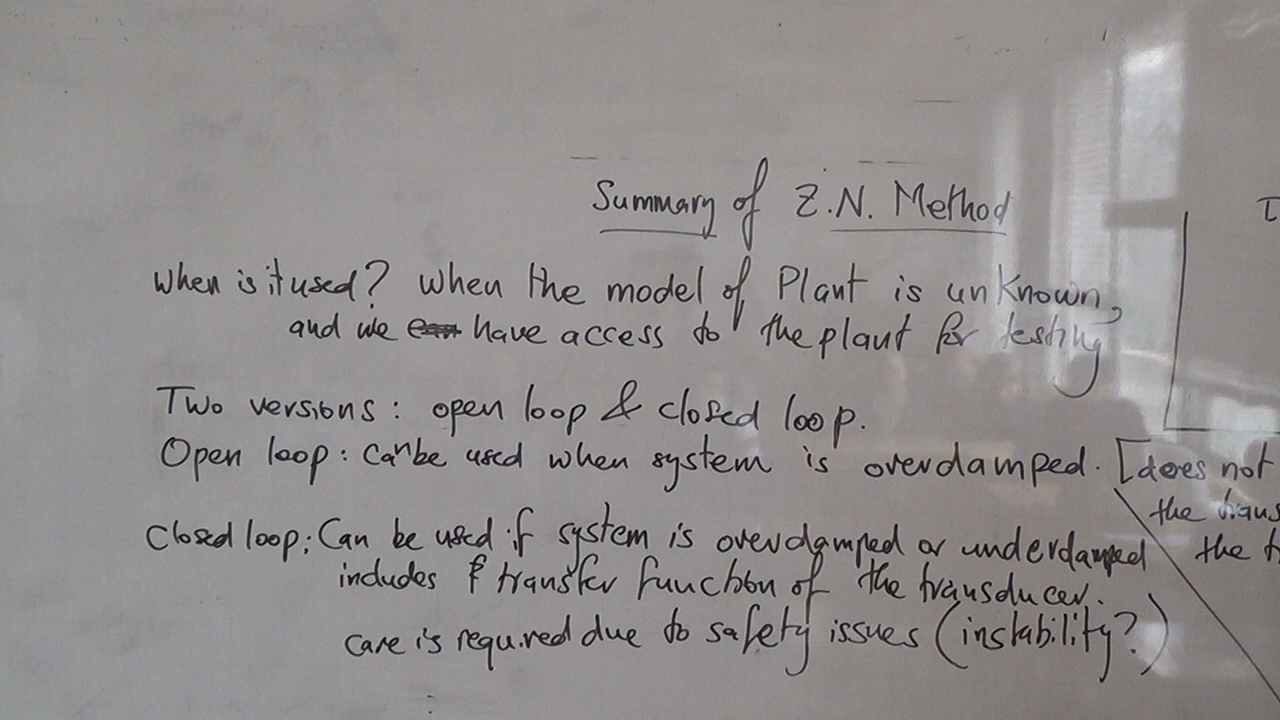 Summary of Z.N. Method
When is it used? When the model of Plant is unknown,
and we have access to the plant for testing
Two versions: open loop & closed loop.
Open loop: can be used when system is overdamped. [does not
the
Closed loop: Can be used if system is overdamped or underdamped the
includes transfer function of the transducer.
care is required due to safety issues (instability?)